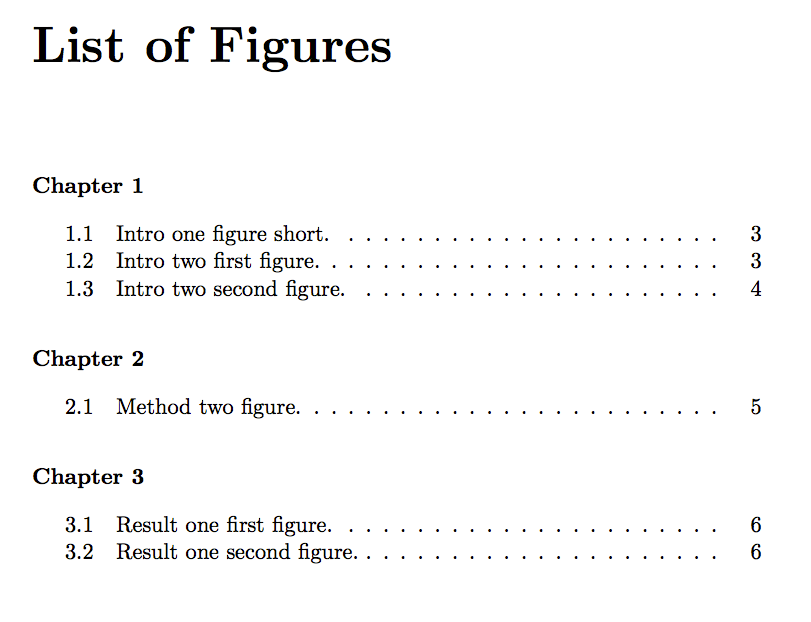 List of Figures
Chapter 1
1.1 Intro one figure short. . . . . . . . . . . . . . . . . . . . . . . . 3
1.2 Intro two first figure. . . . . . . . . . . . . . . . . . . . . . . . 3
1.3 Intro two second figure. . . . . . . . . . . . . . . . . . . . . . 4
Chapter 2
2.1 Method two figure. . . . . . . . . . . . . . . . . . . . . . . . . 5
Chapter 3
3.1 Result one first figure. . . . . . . . . . . . . . . . . . . . . . . 6
3.2 Result one second figure. . . . . . . . . . . . . . . . . . . . . . 6